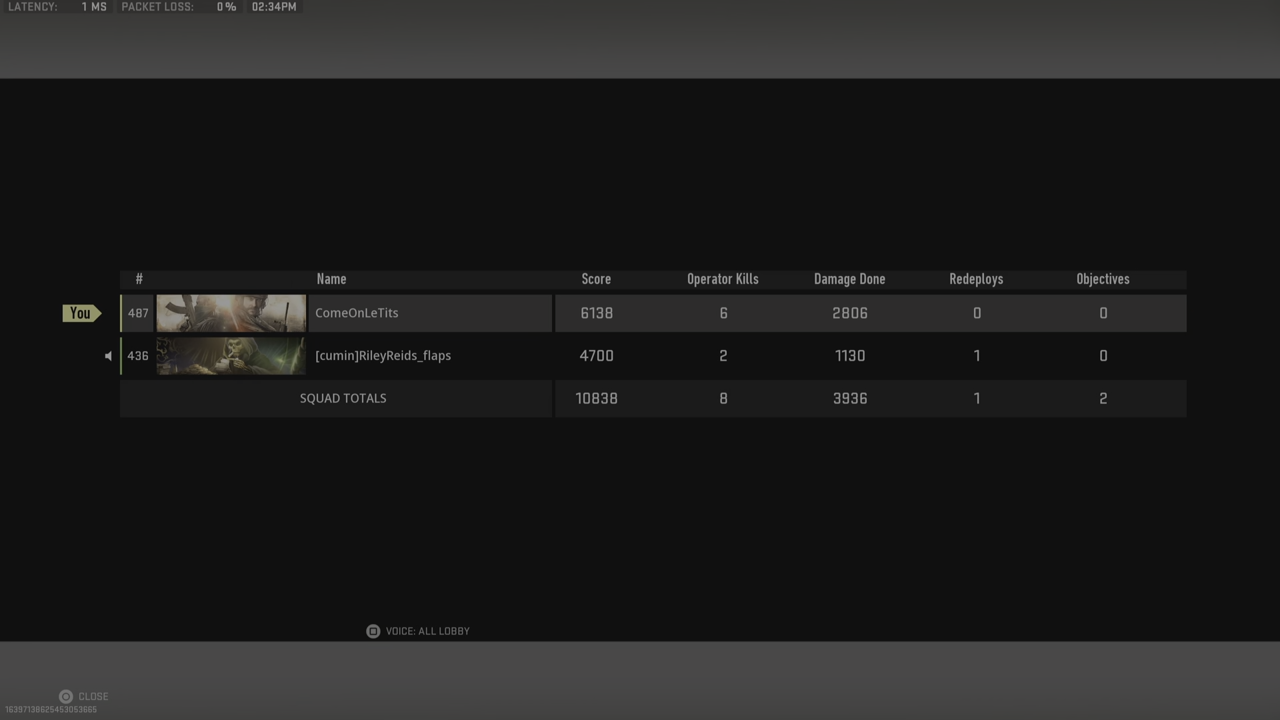 LATENCY: 1 MS PACKET LOSS: 0 % 02:34PM
# Name Score Operator Kills Damage Done Redeploys Objectives
You 487 ComeOnLeTits 6138 6 2806 0 0
436 [cumin]RileyReids_flaps 4700 2 1130 1 0
SQUAD TOTALS 10838 8 3936 1 2
VOICE: ALL LOBBY
CLOSE
16397138625453053665